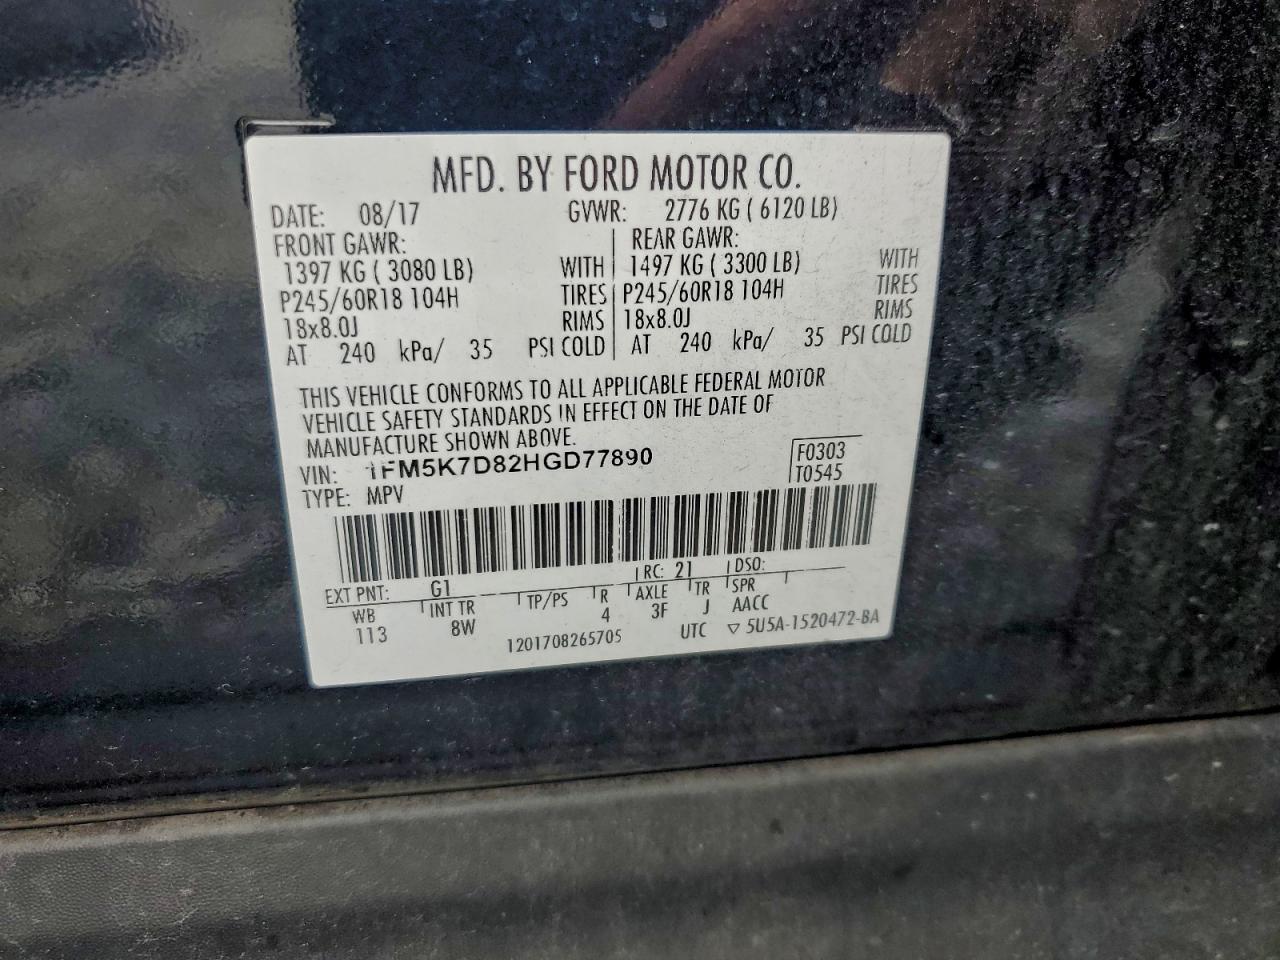 MFD. BY FORD MOTOR CO.
DATE: 08/17 GVWR: 2776 KG ( 6120 LB)
FRONT GAWR: REAR GAWR:
1397 KG ( 3080 LB) WITH 1497 KG ( 3300 LB) WITH
P245/60R18 104H TIRES P245/60R18 104H TIRES
18x8.0J RIMS 18x8.0J RIMS
AT 240 kPa/ 35 PSI COLD AT 240 kPa/ 35 PSI COLD
THIS VEHICLE CONFORMS TO ALL APPLICABLE FEDERAL MOTOR
VEHICLE SAFETY STANDARDS IN EFFECT ON THE DATE OF
MANUFACTURE SHOWN ABOVE.
VIN: 1FM5K7D82HGD77890 F0303
TYPE: MPV T0545
EXT PNT: G1 RC: 21 DSO:
WB INT TR TP/PS R AXLE TR SPR
113 8W 4 3F J AACC
1201708265705 UTC ▽ 5U5A-1520472-BA